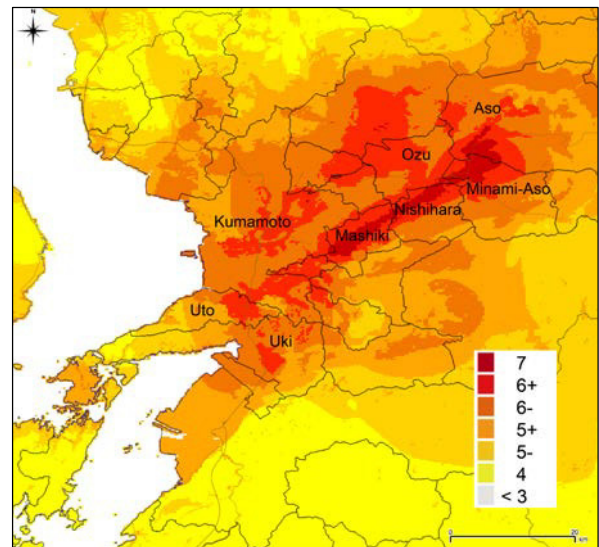 N
Aso
Ozu
Minami-Aso
Nishihara
Kumamoto
Mashiki
Uto
Uki
7
6+
6-
5+
5-
4
< 3
0 20
km